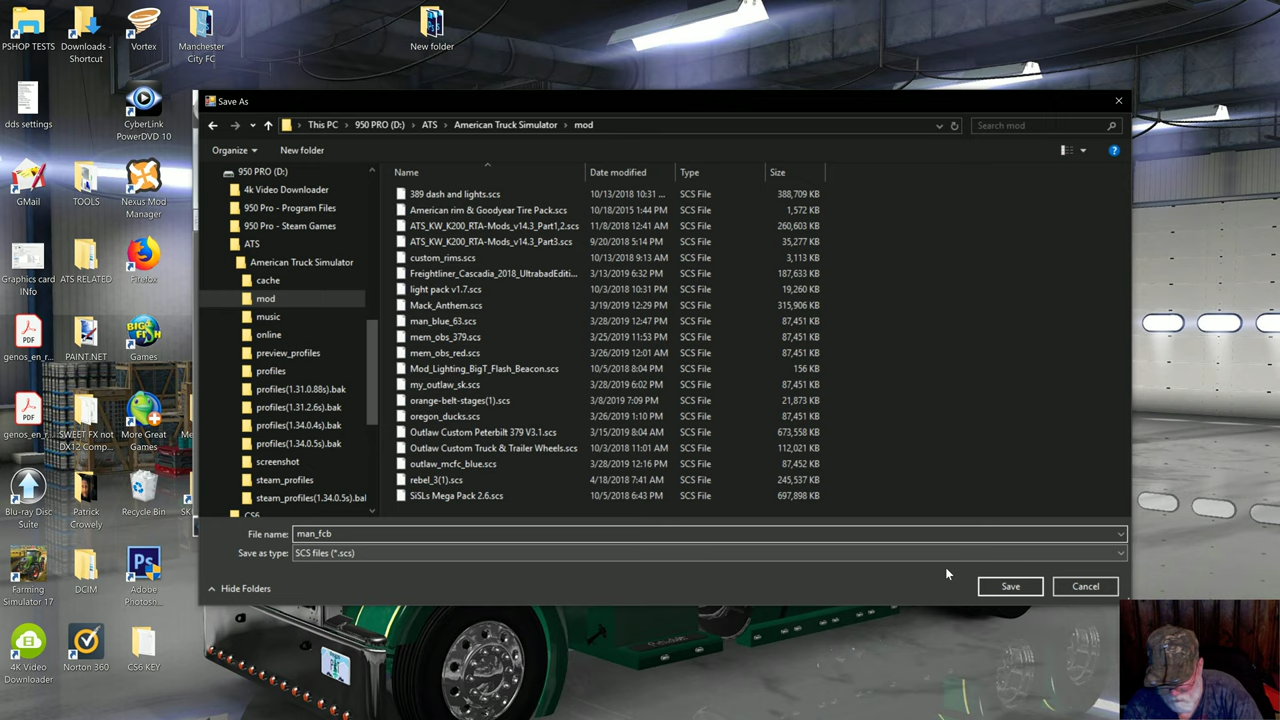 PSHOP TESTS
Downloads - Shortcut
Vortex
Manchester City FC
New folder
dds settings
CyberLink PowerDVD 10
GMail
TOOLS
Nexus Mod Manager
Graphics card INfo
ATS RELATED
Firefox
genos_en_r...
PAINT.NET
Games
genos_en_r...
SWEET FX not DX12 Comp...
More Great Games
Blu-ray Disc Suite
Patrick Crowely
Recycle Bin
Farming Simulator 17
DCIM
Adobe Photosh...
4K Video Downloader
Norton 360
CS6 KEY
Save As
This PC > 950 PRO (D:) > ATS > American Truck Simulator > mod
Search mod
Organize
New folder
950 PRO (D:)
4k Video Downloader
950 Pro - Program Files
950 Pro - Steam Games
ATS
American Truck Simulator
cache
mod
music
online
preview_profiles
profiles
profiles(1.31.0.88s).bak
profiles(1.31.2.6s).bak
profiles(1.34.0.4s).bak
profiles(1.34.0.5s).bak
screenshot
steam_profiles
steam_profiles(1.34.0.5s).bal
CS6
Name Date modified Type Size
389 dash and lights.scs 10/13/2018 10:31 ... SCS File 388,709 KB
American rim & Goodyear Tire Pack.scs 10/18/2015 1:44 PM SCS File 1,572 KB
ATS_KW_K200_RTA-Mods_v14.3_Part1,2.scs 11/8/2018 12:41 AM SCS File 260,603 KB
ATS_KW_K200_RTA-Mods_v14.3_Part3.scs 9/20/2018 5:14 PM SCS File 35,277 KB
custom_rims.scs 10/13/2018 9:13 AM SCS File 3,113 KB
Freightliner_Cascadia_2018_UltrabadEditi... 3/13/2019 6:32 PM SCS File 187,633 KB
light pack v1.7.scs 10/3/2018 10:31 PM SCS File 19,260 KB
Mack_Anthem.scs 3/19/2019 12:29 PM SCS File 315,906 KB
man_blue_63.scs 3/28/2019 12:47 PM SCS File 87,451 KB
mem_obs_379.scs 3/25/2019 11:53 PM SCS File 87,451 KB
mem_obs_red.scs 3/26/2019 12:01 AM SCS File 87,451 KB
Mod_Lighting_BigT_Flash_Beacon.scs 10/5/2018 8:04 PM SCS File 156 KB
my_outlaw_sk.scs 3/28/2019 6:02 PM SCS File 87,451 KB
orange-belt-stages(1).scs 3/8/2019 7:09 PM SCS File 21,873 KB
oregon_ducks.scs 3/26/2019 1:10 PM SCS File 87,451 KB
Outlaw Custom Peterbilt 379 V3.1.scs 3/15/2019 8:04 AM SCS File 673,558 KB
Outlaw Custom Truck & Trailer Wheels.scs 10/3/2018 11:01 AM SCS File 112,021 KB
outlaw_mcfc_blue.scs 3/28/2019 12:16 PM SCS File 87,452 KB
rebel_3(1).scs 4/18/2019 7:41 AM SCS File 245,537 KB
SiSLs Mega Pack 2.6.scs 10/5/2018 6:43 PM SCS File 697,898 KB
File name: man_fcb
Save as type: SCS files (*.scs)
Hide Folders
Save
Cancel